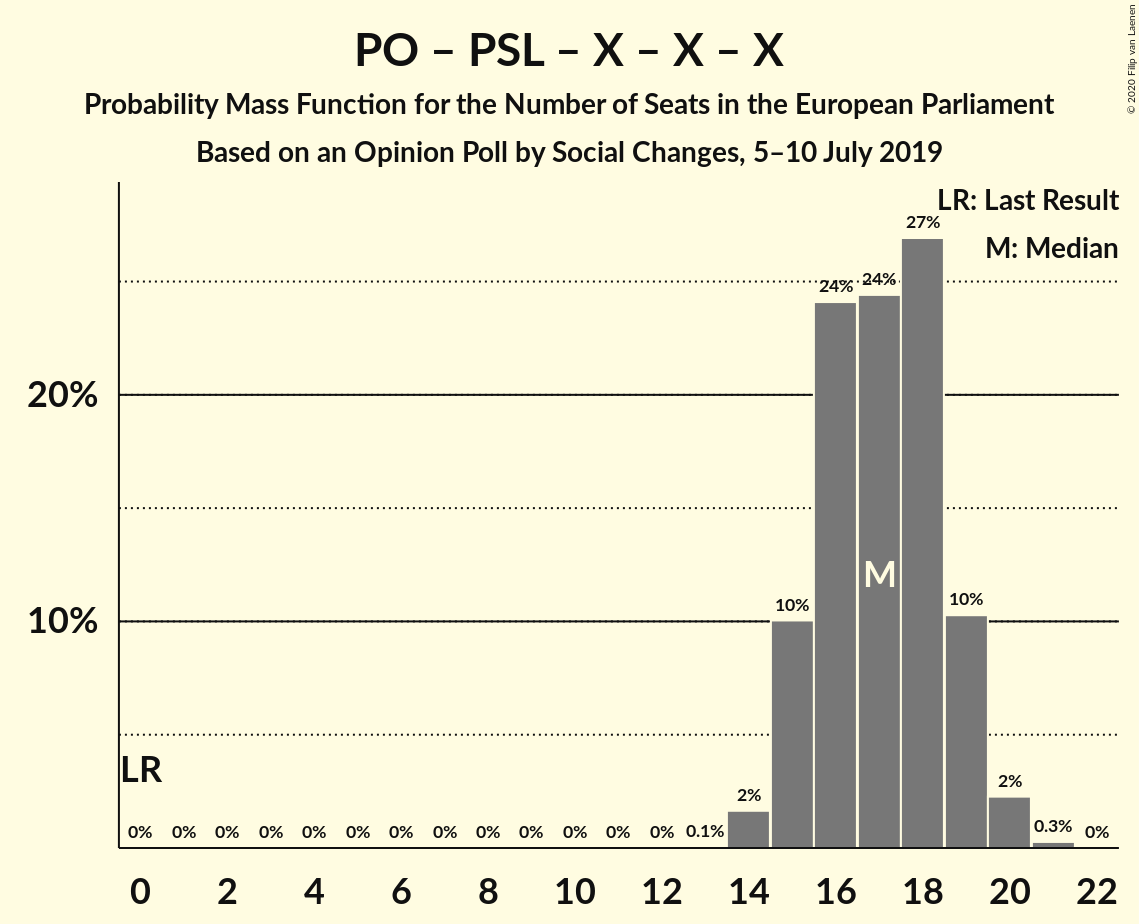 PO – PSL – X – X – X
Probability Mass Function for the Number of Seats in the European Parliament
Based on an Opinion Poll by Social Changes, 5–10 July 2019
© 2020 Filip van Laenen
LR: Last Result
M: Median
27%
24% 24%
20%
M
10%
10% 10%
LR
0% 0% 0% 0% 0% 0% 0% 0% 0% 0% 0% 0% 0% 0.1% 2% 2% 0.3% 0%
0 2 4 6 8 10 12 14 16 18 20 22